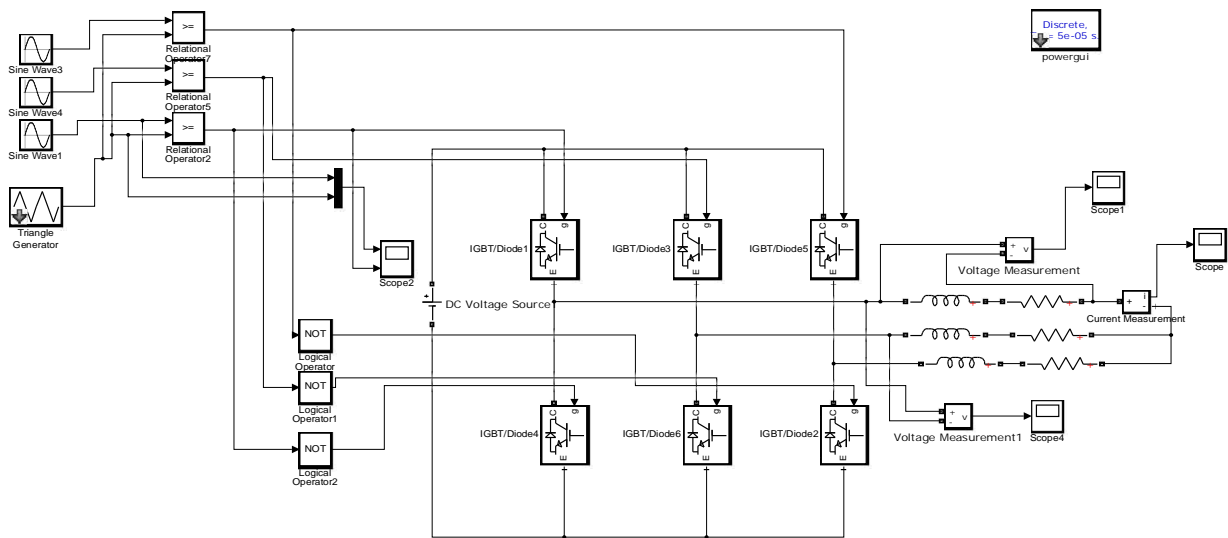 Discrete,
= 5e-05 s.
powergui
>=
Relational
Operator7
Sine Wave3
>=
Relational
Operator5
Sine Wave4
>=
Relational
Operator2
Sine Wave1
Triangle
Generator
Scope2
C
g
E
IGBT/Diode1
C
g
E
IGBT/Diode3
C
g
E
IGBT/Diode5
Scope1
+
-
v
Voltage Measurement
Scope
+
i
-
Current Measurement
+
DC Voltage Source
+
+
+
+
+
+
NOT
Logical
Operator
NOT
Logical
Operator1
NOT
Logical
Operator2
C
g
E
IGBT/Diode4
C
g
E
IGBT/Diode6
C
g
E
IGBT/Diode2
+
-
v
Voltage Measurement1
Scope4